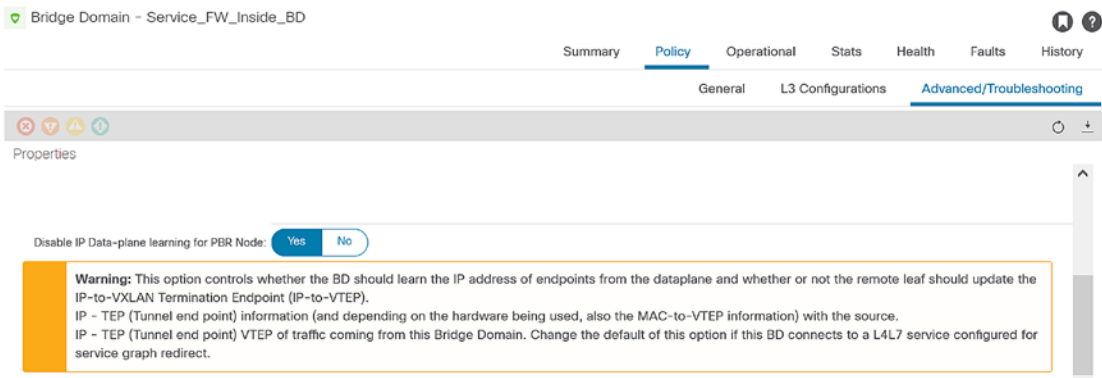 Bridge Domain - Service_FW_Inside_BD
Summary Policy Operational Stats Health Faults History
General L3 Configurations Advanced/Troubleshooting
Properties
Disable IP Data-plane learning for PBR Node: Yes No
Warning: This option controls whether the BD should learn the IP address of endpoints from the dataplane and whether or not the remote leaf should update the
IP-to-VXLAN Termination Endpoint (IP-to-VTEP).
IP - TEP (Tunnel end point) information (and depending on the hardware being used, also the MAC-to-VTEP information) with the source.
IP - TEP (Tunnel end point) VTEP of traffic coming from this Bridge Domain. Change the default of this option if this BD connects to a L4L7 service configured for
service graph redirect.